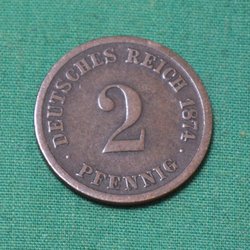 DEUTSCHES REICH 1874
2
· PFENNIG ·